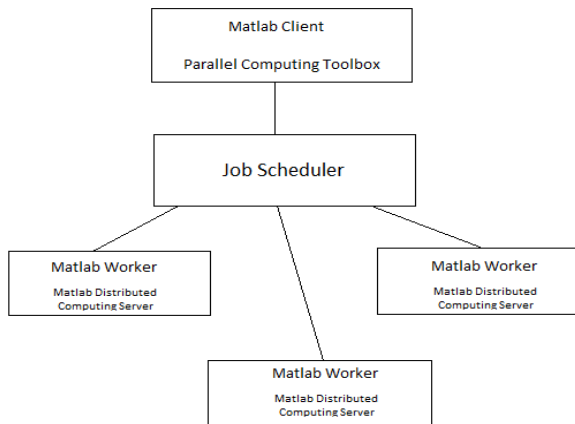 Matlab Client
Parallel Computing Toolbox
Job Scheduler
Matlab Worker
Matlab Distributed
Computing Server
Matlab Worker
Matlab Distributed
Computing Server
Matlab Worker
Matlab Distributed
Computing Server